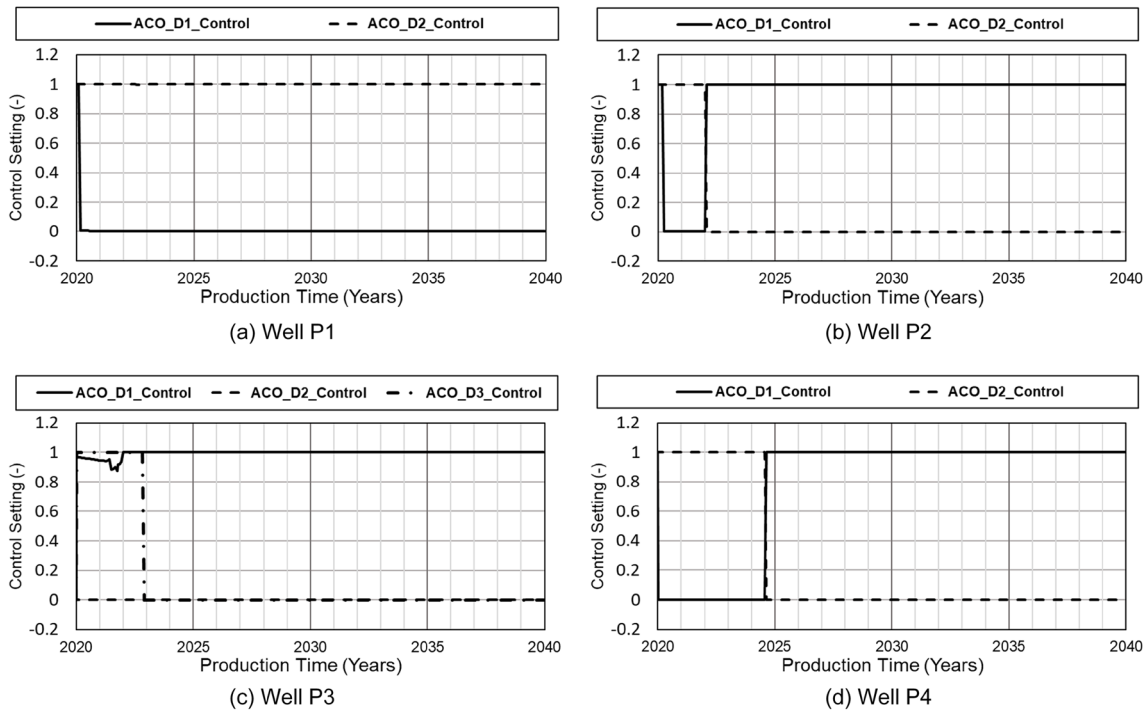 ACO_D1_Control ACO_D2_Control
1.2
1
0.8
0.6
0.4
0.2
0
-0.2
Control Setting (-)
2020 2025 2030 2035 2040
Production Time (Years)
(a) Well P1
ACO_D1_Control ACO_D2_Control
1.2
1
0.8
0.6
0.4
0.2
0
-0.2
Control Setting (-)
2020 2025 2030 2035 2040
Production Time (Years)
(b) Well P2
ACO_D1_Control ACO_D2_Control ACO_D3_Control
1.2
1
0.8
0.6
0.4
0.2
0
-0.2
Control Setting (-)
2020 2025 2030 2035 2040
Production Time (Years)
(c) Well P3
ACO_D1_Control ACO_D2_Control
1.2
1
0.8
0.6
0.4
0.2
0
-0.2
Control Setting (-)
2020 2025 2030 2035 2040
Production Time (Years)
(d) Well P4